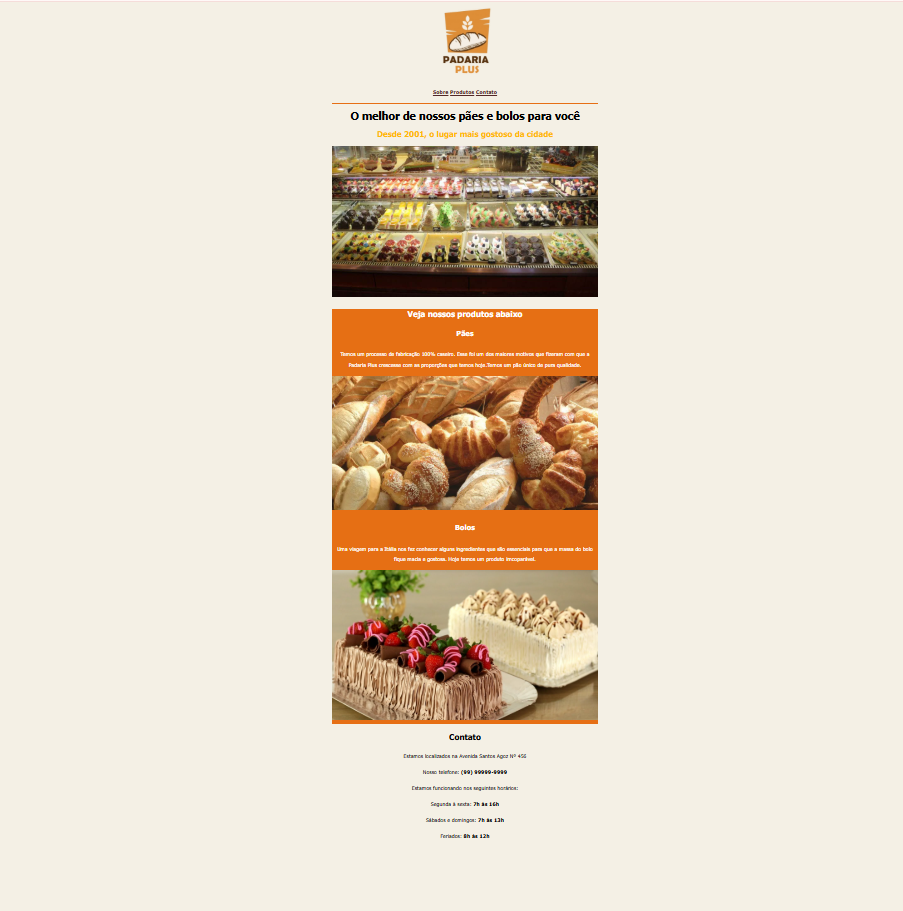 PADARIA
PLUS
Sobre Produtos Contato
O melhor de nossos pães e bolos para você
Desde 2001, o lugar mais gostoso da cidade
Veja nossos produtos abaixo
Pães
Temos um processo de fabricação 100% caseiro. Esse foi um dos maiores motivos que fizeram com que a
Padaria Plus crescesse com as proporções que temos hoje.Temos um pão único de pura qualidade.
Bolos
Uma viagem para a Itália nos fez conhecer alguns ingredientes que são essenciais para que a massa do bolo
fique macia e gostosa. Hoje temos um produto imcoparável.
Contato
Estamos localizados na Avenida Santos Agoz Nº 456
Nosso telefone: (99) 99999-9999
Estamos funcionando nos seguintes horários:
Segunda à sexta: 7h às 16h
Sábados e domingos: 7h às 13h
Feriados: 8h às 12h